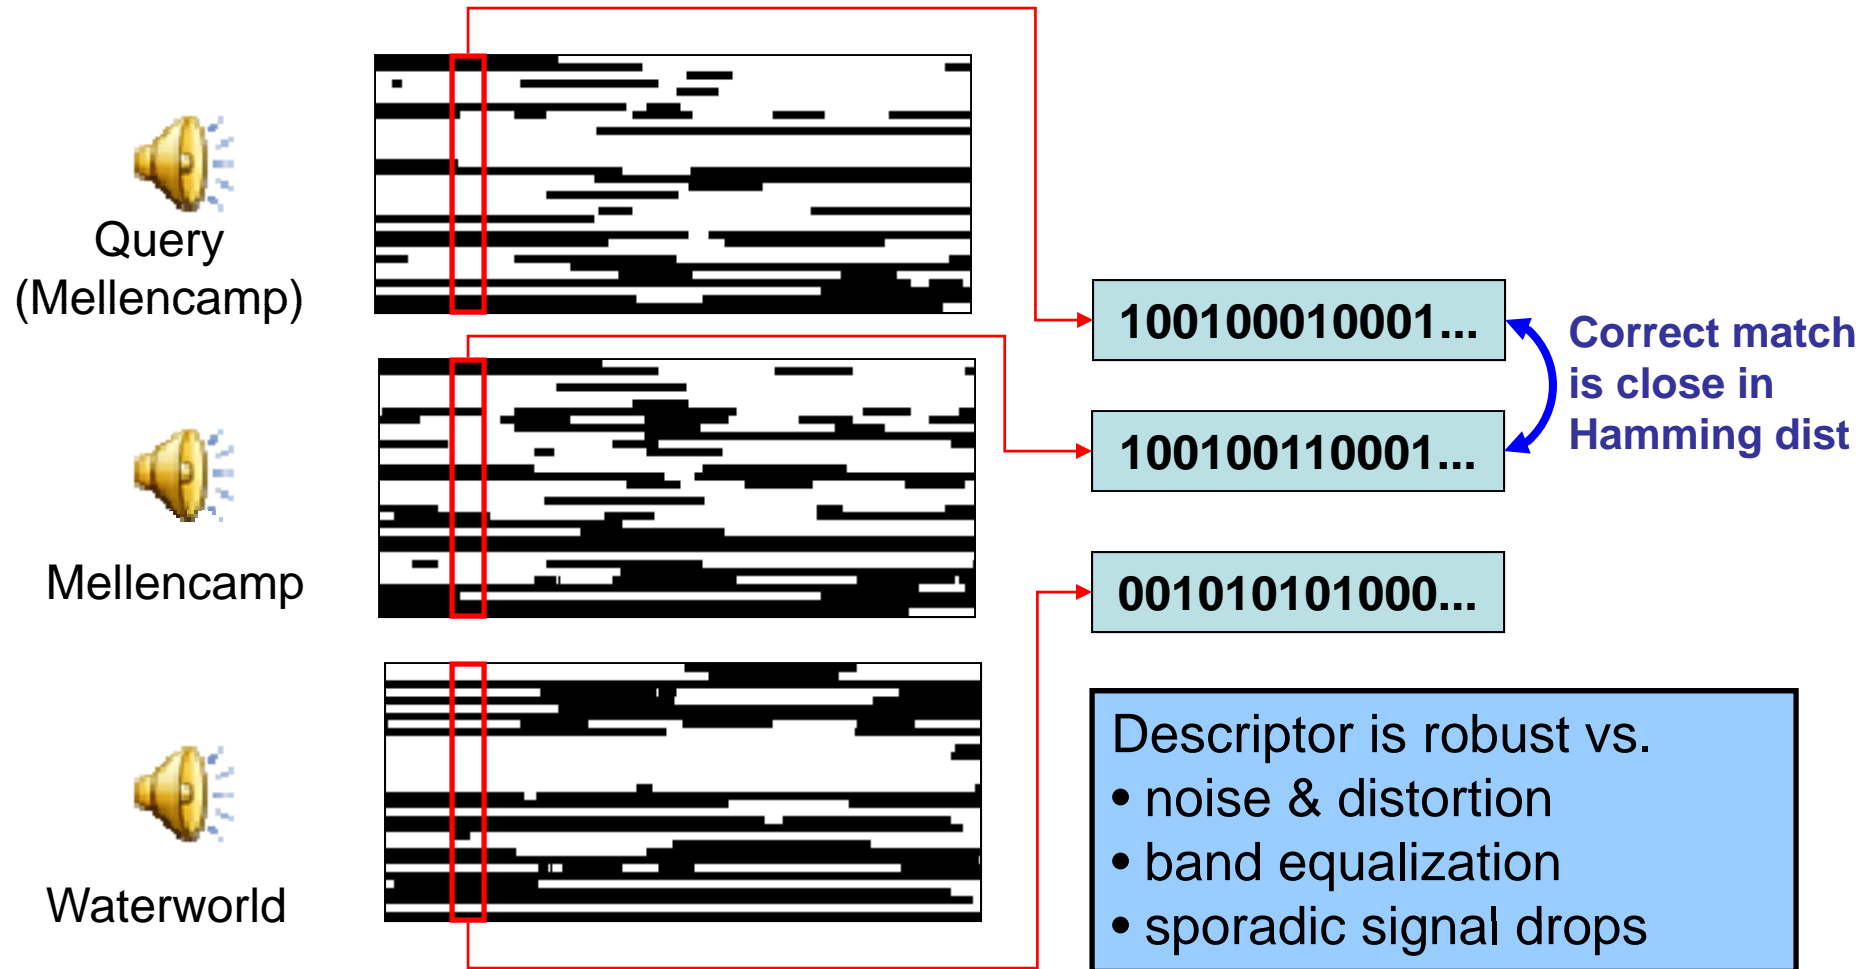 Query
(Mellencamp)
Mellencamp
Waterworld
100100010001...
100100110001...
001010101000...
Correct match
is close in
Hamming dist
Descriptor is robust vs.
• noise & distortion
• band equalization
• sporadic signal drops